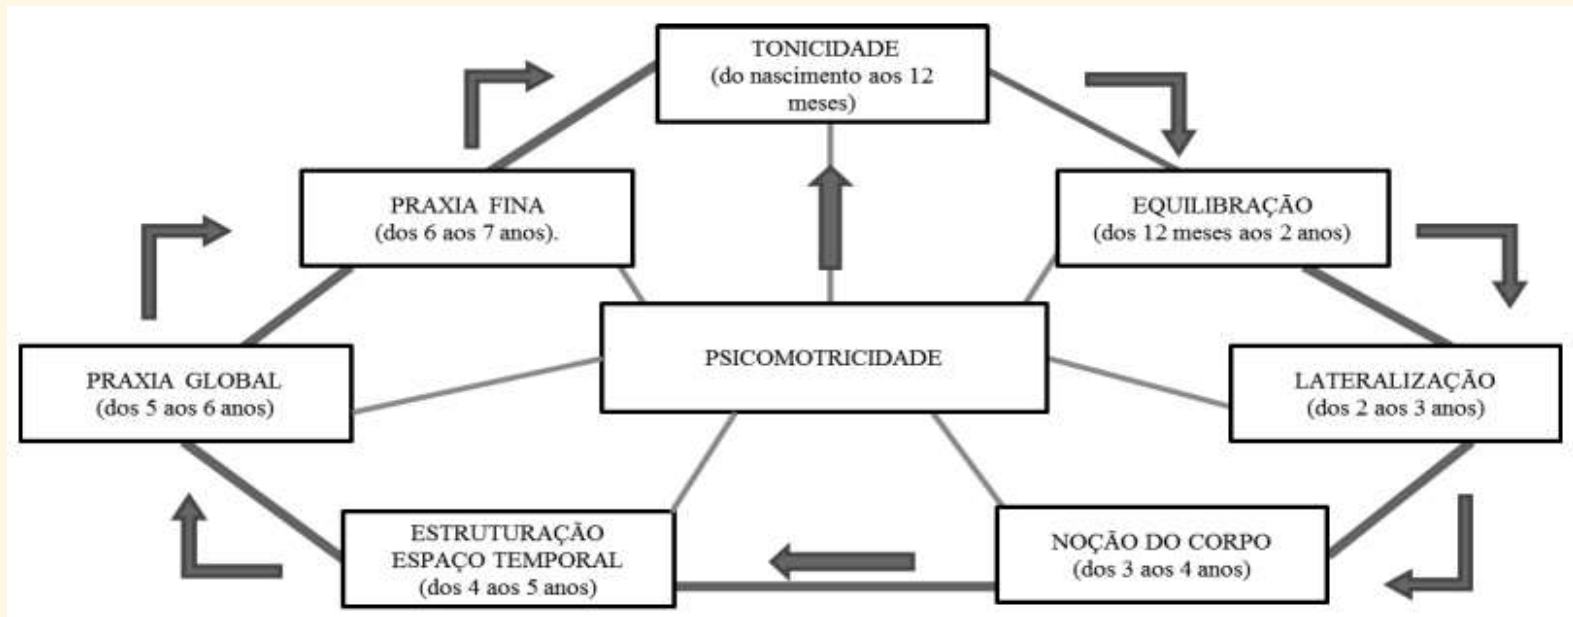 TONICIDADE
(do nascimento aos 12
meses)
PRAXIA FINA
(dos 6 aos 7 anos).
EQUILIBRAÇÃO
(dos 12 meses aos 2 anos)
PSICOMOTRICIDADE
PRAXIA GLOBAL
(dos 5 aos 6 anos)
LATERALIZAÇÃO
(dos 2 aos 3 anos)
ESTRUTURAÇÃO
ESPAÇO TEMPORAL
(dos 4 aos 5 anos)
NOÇÃO DO CORPO
(dos 3 aos 4 anos)